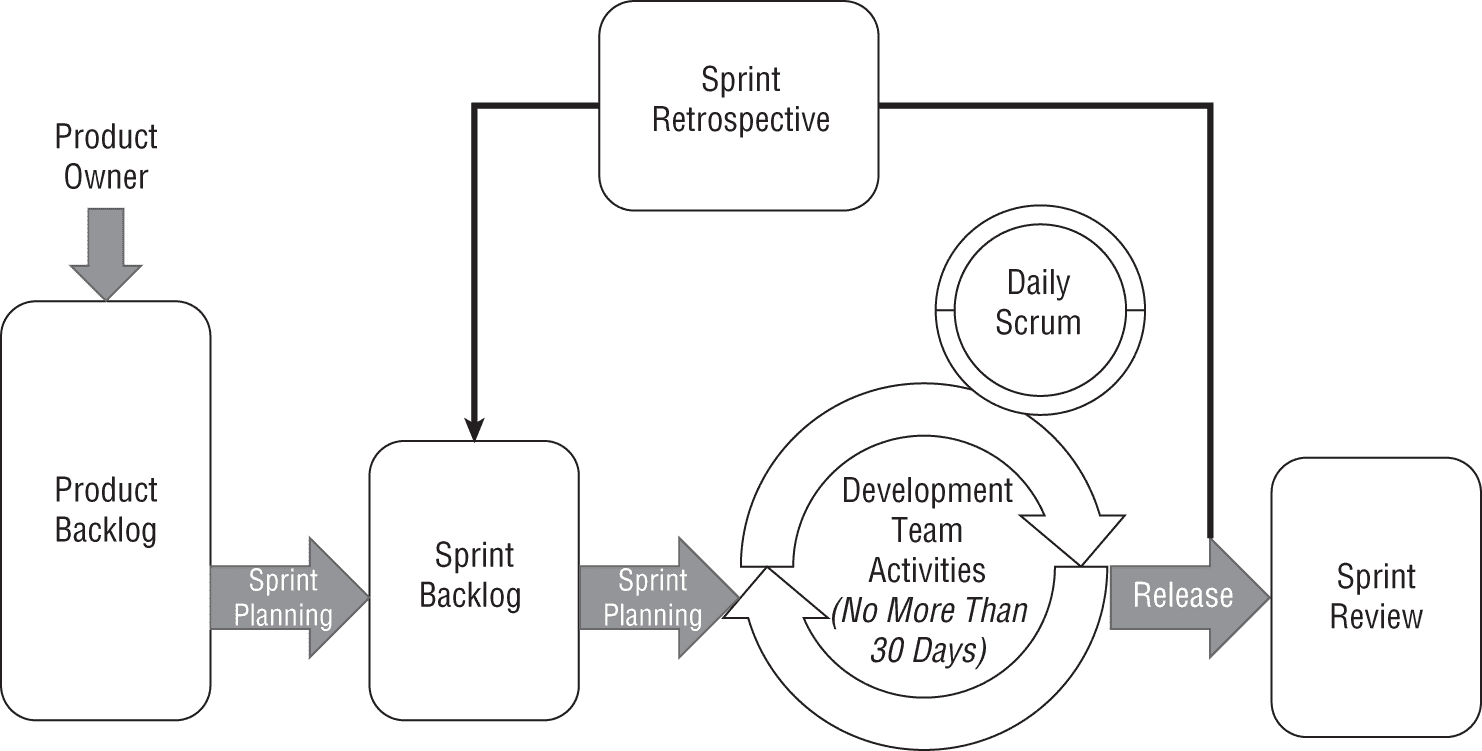 Sprint
Retrospective
Product
Owner
Daily
Scrum
Product
Backlog
Sprint
Planning
Sprint
Backlog
Sprint
Planning
Development
Team
Activities
(No More Than
30 Days)
Release
Sprint
Review